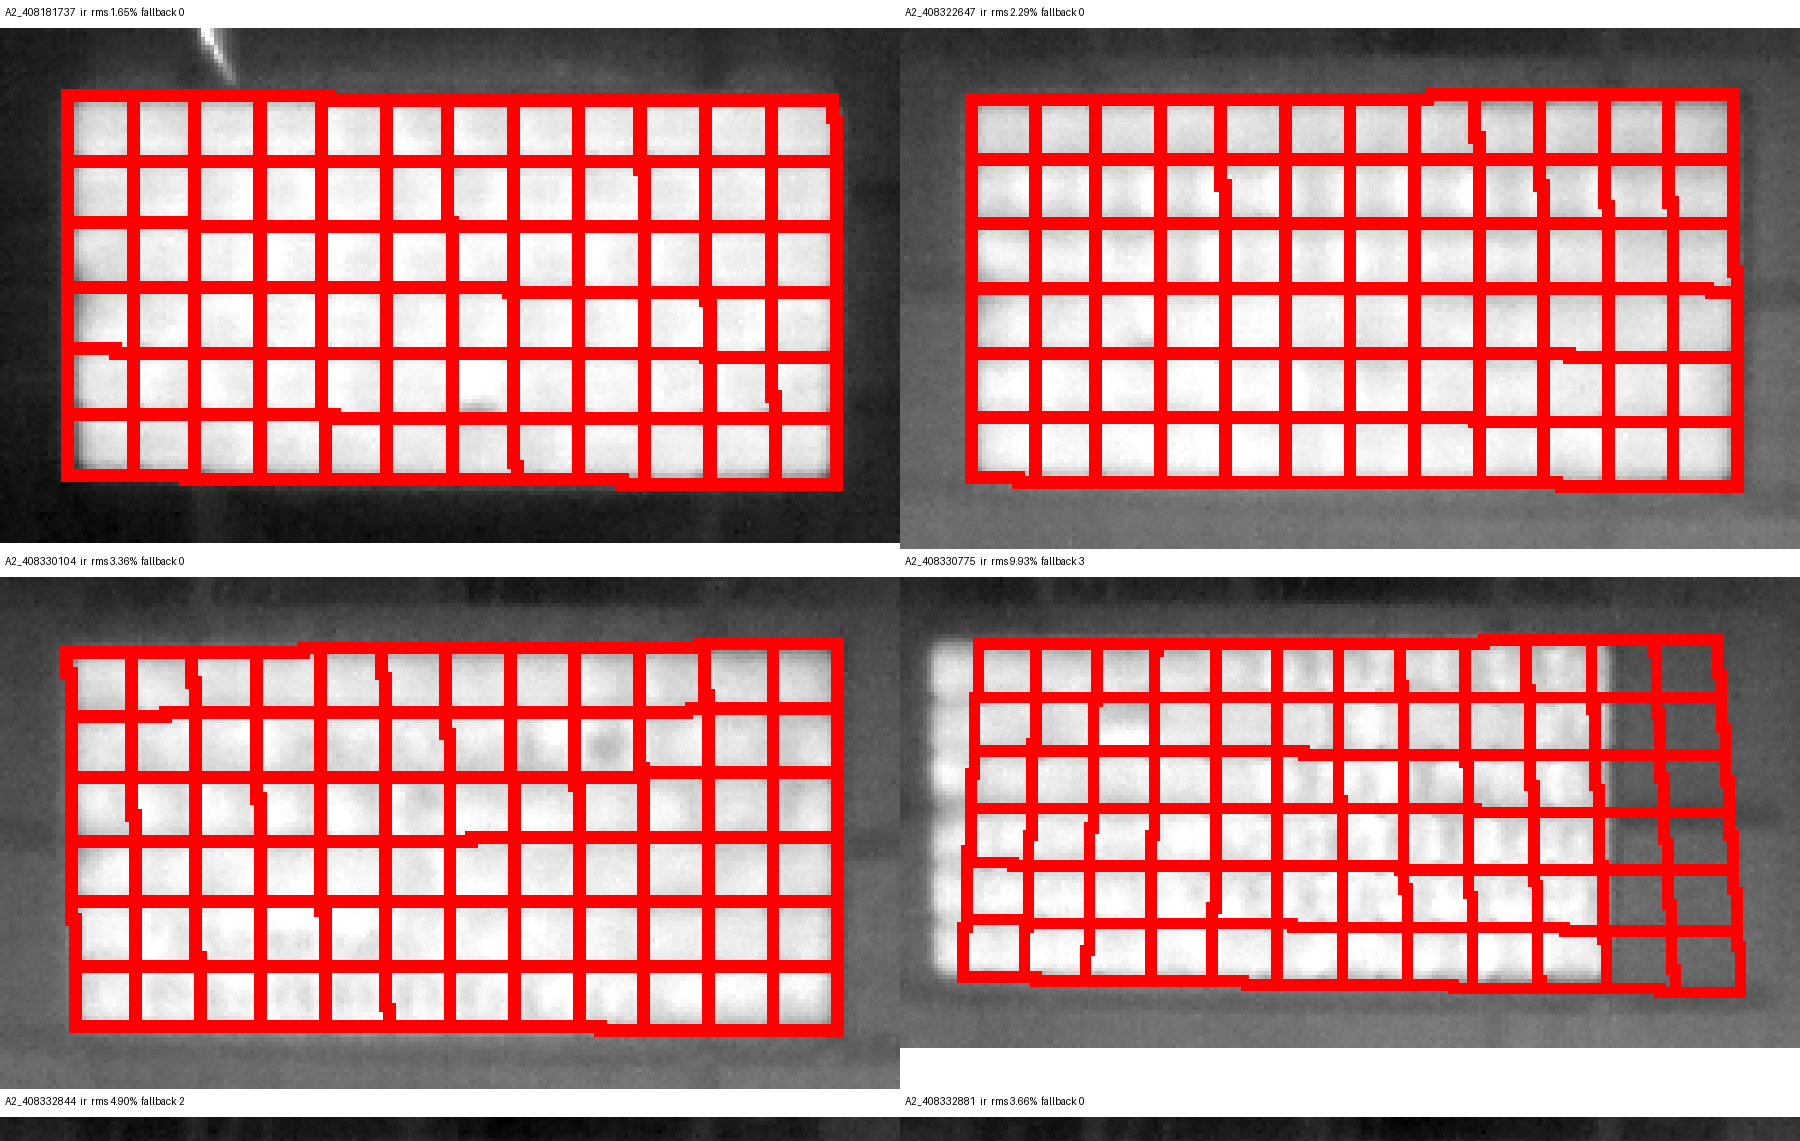 A2_408181737 ir rms 1.65% fallback 0
A2_408322647 ir rms 2.29% fallback 0
A2_408330104 ir rms 3.36% fallback 0
A2_408330775 ir rms 9.93% fallback 3
A2_408332844 ir rms 4.90% fallback 2
A2_408332881 ir rms 3.66% fallback 0